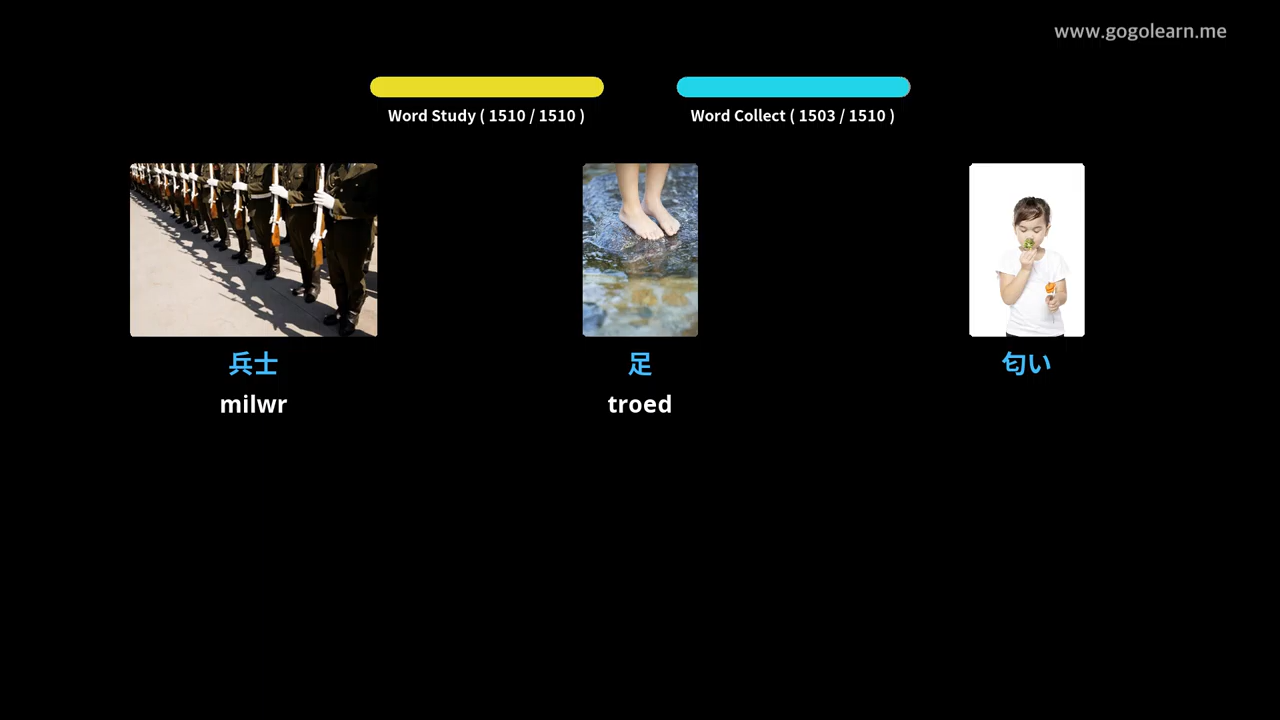 www.gogolearn.me
Word Study ( 1510 / 1510 )
Word Collect ( 1503 / 1510 )
兵士
足
匂い
milwr
troed